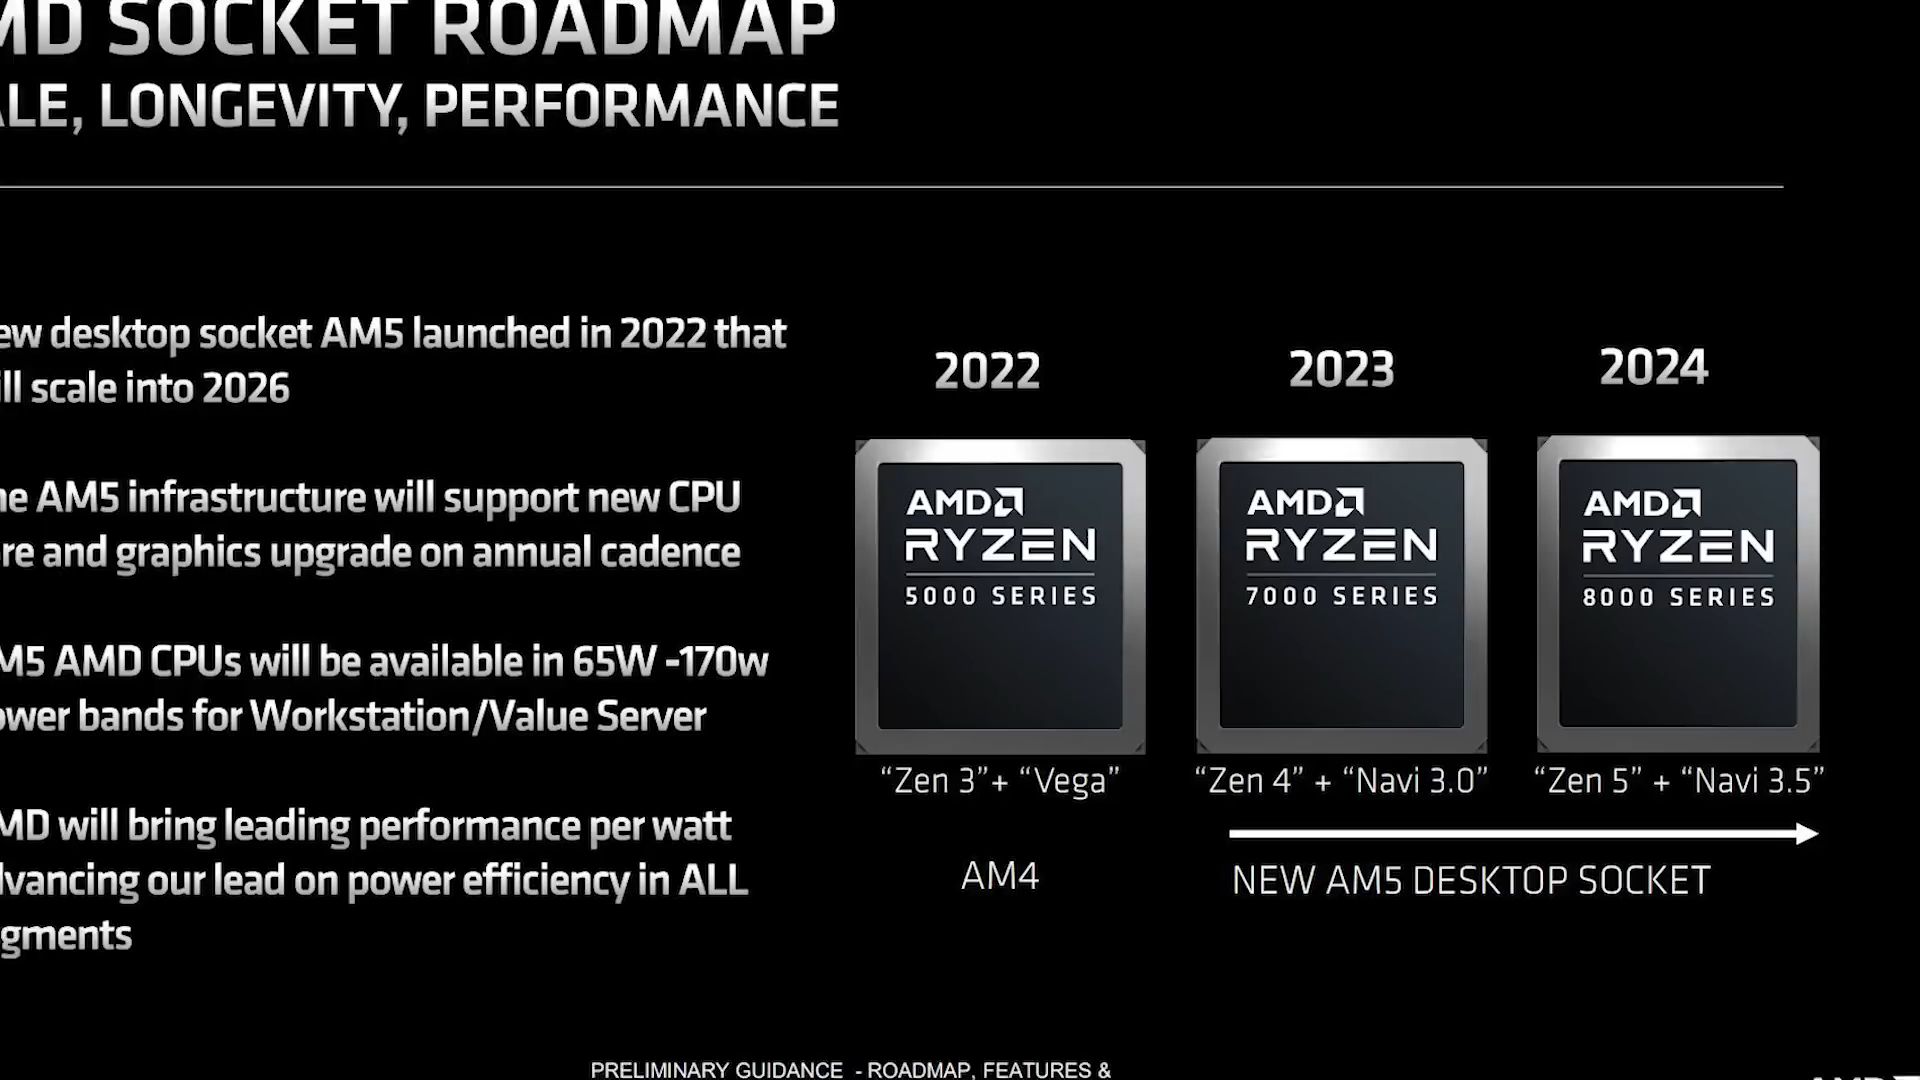 MD SOCKET ROADMAP
ALE, LONGEVITY, PERFORMANCE
ew desktop socket AM5 launched in 2022 that
ill scale into 2026
ne AM5 infrastructure will support new CPU
re and graphics upgrade on annual cadence
M5 AMD CPUs will be available in 65W -170w
ower bands for Workstation/Value Server
MD will bring leading performance per watt
dvancing our lead on power efficiency in ALL
gments
2022
2023
2024
AMD
RYZEN
5000 SERIES
AMD
RYZEN
7000 SERIES
AMD
RYZEN
8000 SERIES
“Zen 3”+ “Vega”
“Zen 4” + “Navi 3.0”
“Zen 5” + “Navi 3.5”
AM4
NEW AM5 DESKTOP SOCKET
PRELIMINARY GUIDANCE - ROADMAP, FEATURES &
AMD